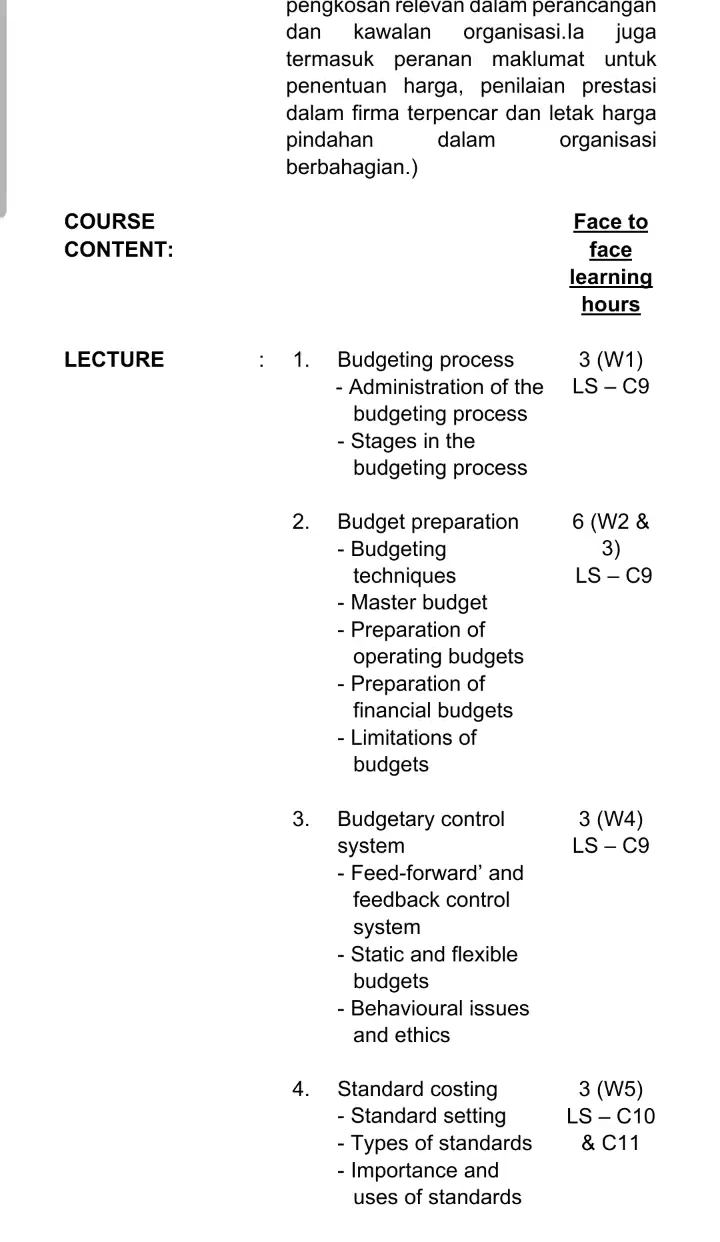 pengkosan relevan dalam perancangan
dan kawalan organisasi.Ia juga
termasuk peranan maklumat untuk
penentuan harga, penilaian prestasi
dalam firma terpencar dan letak harga
pindahan dalam organisasi
berbahagian.)
COURSE CONTENT:
Face to face learning hours
LECTURE : 1. Budgeting process 3 (W1)
- Administration of the LS – C9
budgeting process
- Stages in the
budgeting process
2. Budget preparation 6 (W2 &
- Budgeting 3)
techniques LS – C9
- Master budget
- Preparation of
operating budgets
- Preparation of
financial budgets
- Limitations of
budgets
3. Budgetary control 3 (W4)
system LS – C9
- Feed-forward’ and
feedback control
system
- Static and flexible
budgets
- Behavioural issues
and ethics
4. Standard costing 3 (W5)
- Standard setting LS – C10
- Types of standards & C11
- Importance and
uses of standards